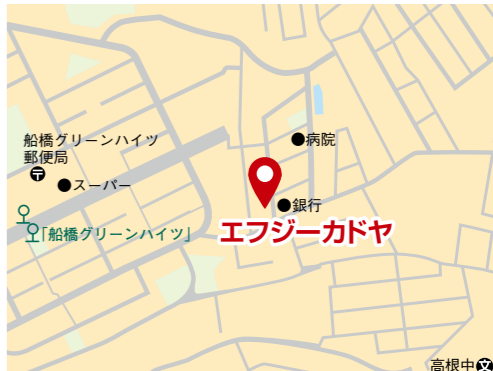 船橋グリーンハイツ
郵便局
●スーパー
「船橋グリーンハイツ」
●病院
●銀行
エフジーカドヤ
高根中
文